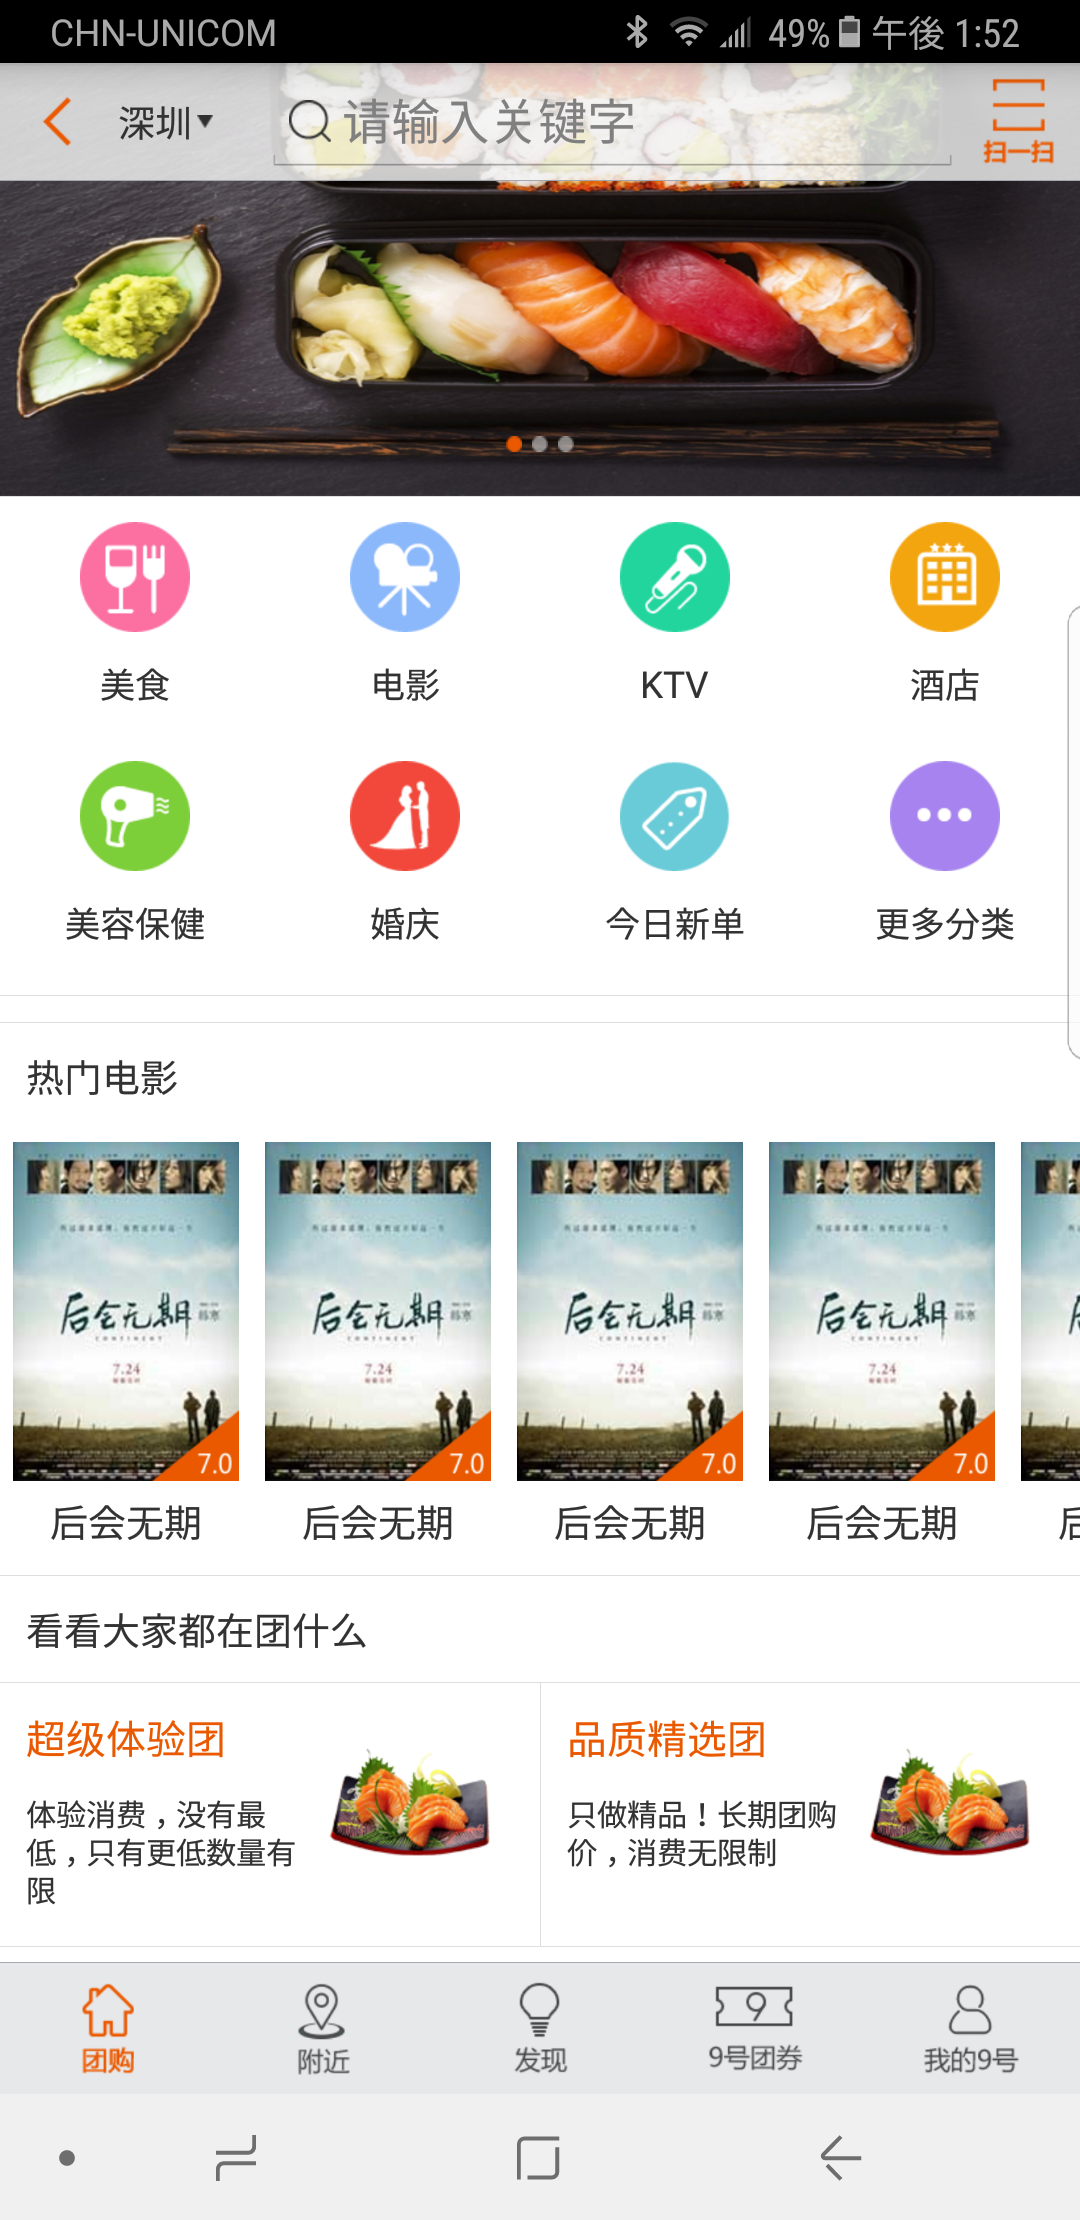 CHN-UNICOM 49% 午後 1:52
深圳▼ 请输入关键字 扫一扫
美食 电影 KTV 酒店
美容保健 婚庆 今日新单 更多分类
热门电影
后会无期 后会无期 后会无期 后会无期
CONTINENT CONTINENT CONTINENT CONTINENT
7.24 7.24 7.24 7.24
7.0 7.0 7.0 7.0
后会无期 后会无期 后会无期 后会无期
看看大家都在团什么
超级体验团
体验消费，没有最
低，只有更低数量有
限
品质精选团
只做精品！长期团购
价，消费无限制
团购 附近 发现 9号团券 我的9号